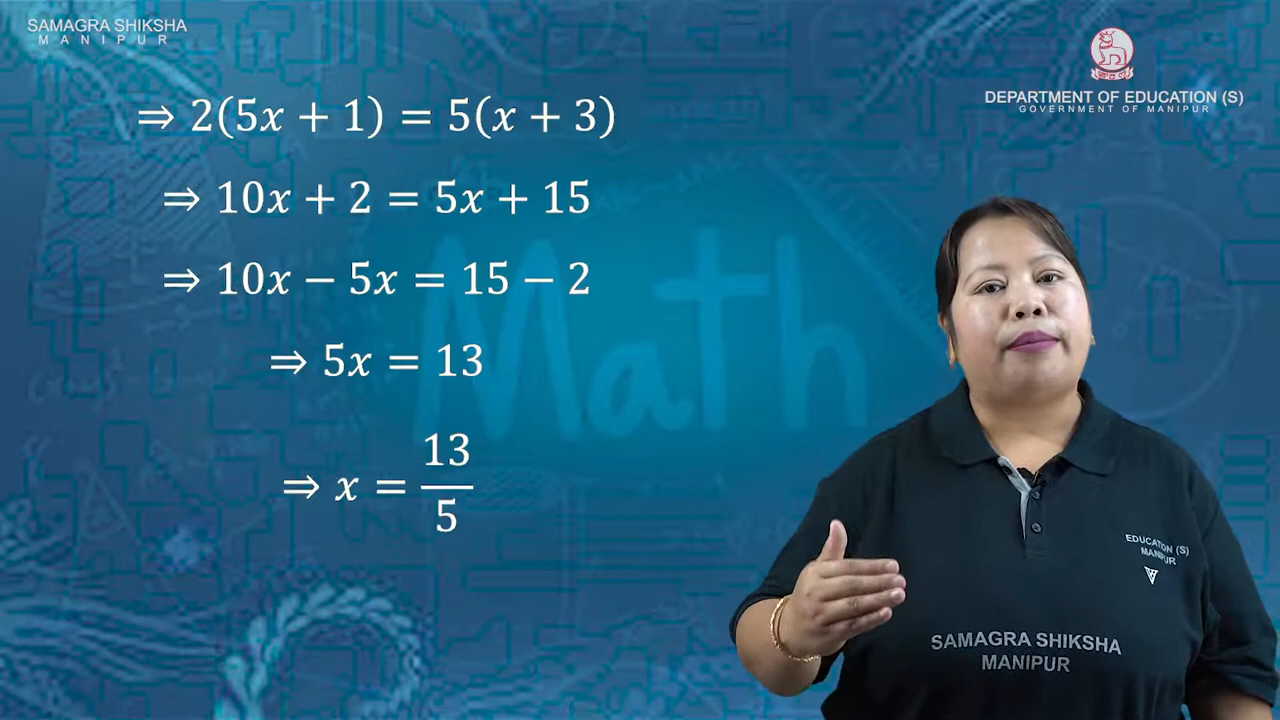 SAMAGRA SHIKSHA
MANIPUR
DEPARTMENT OF EDUCATION (S)
GOVERNMENT OF MANIPUR
⇒ 2(5x + 1) = 5(x + 3)
⇒ 10x + 2 = 5x + 15
⇒ 10x − 5x = 15 − 2
⇒ 5x = 13
⇒ x = 13/5
Math
EDUCATION (S)
MANIPUR
SAMAGRA SHIKSHA
MANIPUR